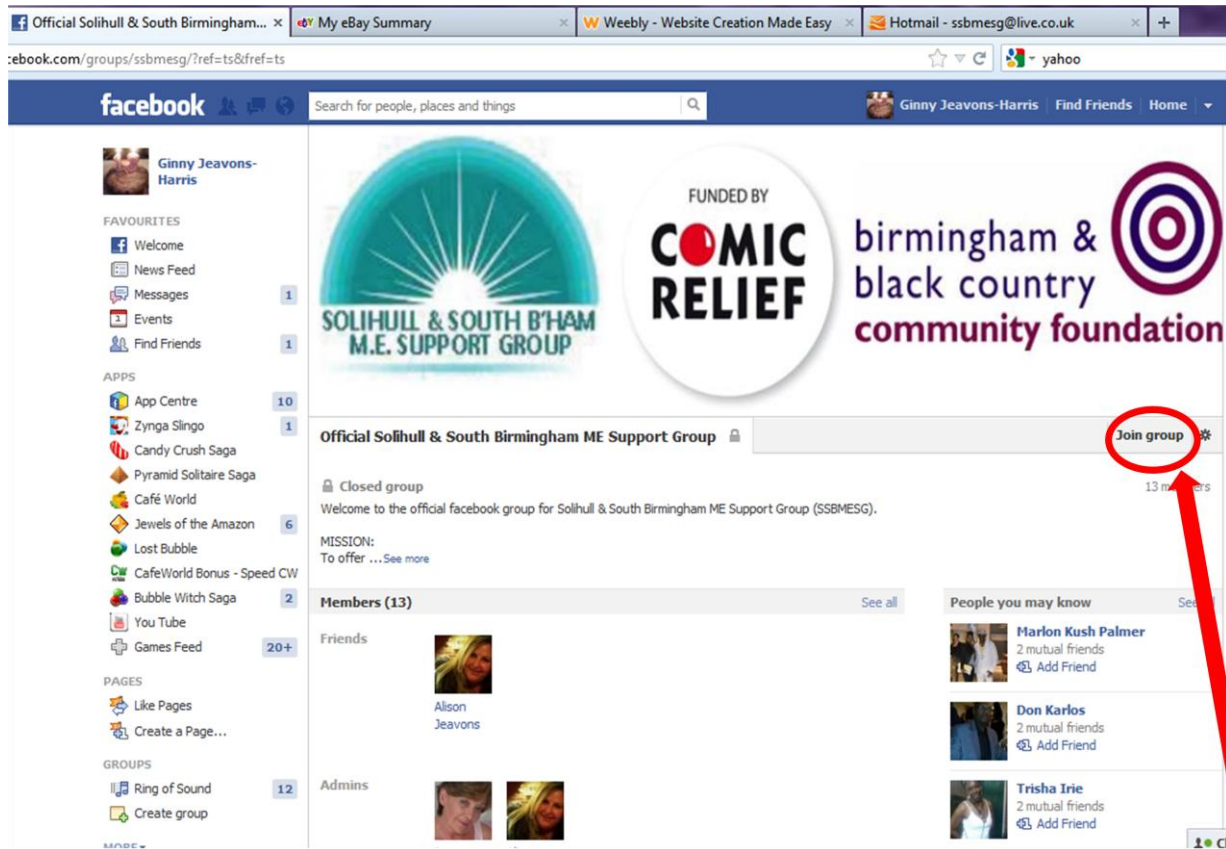 Official Solihull & South Birmingham... ×
My eBay Summary ×
Weebly - Website Creation Made Easy ×
Hotmail - ssbmesg@live.co.uk × +
cebook.com/groups/ssbmesg/?ref=ts&fref=ts
yahoo
facebook
Search for people, places and things
Ginny Jeavons-Harris Find Friends Home
Ginny Jeavons-
Harris
FAVOURITES
Welcome
News Feed
Messages 1
Events
Find Friends 1
APPS
App Centre 10
Zynga Slingo 1
Candy Crush Saga
Pyramid Solitaire Saga
Café World
Jewels of the Amazon 6
Lost Bubble
CafeWorld Bonus - Speed CW
Bubble Witch Saga 2
You Tube
Games Feed 20+
PAGES
Like Pages
Create a Page...
GROUPS
Ring of Sound 12
Create group
MORE
SOLIHULL & SOUTH B'HAM
M.E. SUPPORT GROUP
FUNDED BY
COMIC
RELIEF
birmingham &
black country
community foundation
Official Solihull & South Birmingham ME Support Group
Join group
Closed group
13
Welcome to the official facebook group for Solihull & South Birmingham ME Support Group (SSBMESG).
MISSION:
To offer ...See more
Members (13) See all
Friends
Alison
Jeavons
Admins
People you may know
Marlon Kush Palmer
2 mutual friends
Add Friend
Don Karlos
2 mutual friends
Add Friend
Trisha Irie
2 mutual friends
Add Friend